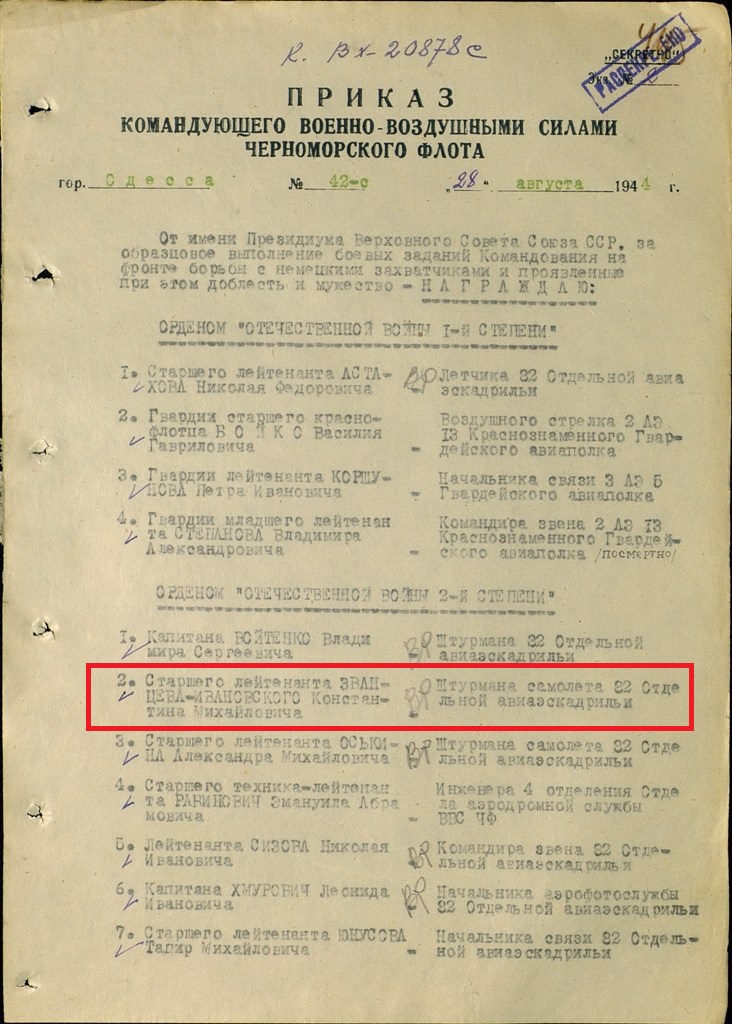 К. Вх-20878с
„СЕКРЕТНО"
Экз. №
РАССЕКРЕЧЕНО
ПРИКАЗ
КОМАНДУЮЩЕГО ВОЕННО-ВОЗДУШНЫМИ СИЛАМИ
ЧЕРНОМОРСКОГО ФЛОТА
гор. Одесса № 42-с „28" августа 1944 г.
От имени Президиума Верховного Совета Союза ССР, за
образцовое выполнение боевых заданий Командования на
фронте борьбы с немецкими захватчиками и проявленные
при этом доблесть и мужество - НАГРАЖДАЮ:
ОРДЕНОМ "ОТЕЧЕСТВЕННОЙ ВОЙНЫ I-й СТЕПЕНИ"
1. Старшего лейтенанта АСТА- Летчика 82 Отдельной авиа
ХОВА Николая Федоровича - эскадрильи
2. Гвардии старшего красно- Воздушного стрелка 2 АЭ
флотца БОЙКО Василия 13 Краснознаменного Гвар-
Гавриловича - дейского авиаполка
3. Гвардии лейтенанта КОРШУ- Начальника связи 3 АЭ 5
НОВА Петра Ивановича - Гвардейского авиаполка
4. Гвардии младшего лейтенан Командира звена 2 АЭ 13
та СТЕПАНОВА Владимира Краснознаменного Гвардей-
Александровича - ского авиаполка /посмертно/
ОРДЕНОМ "ОТЕЧЕСТВЕННОЙ ВОЙНЫ 2-й СТЕПЕНИ"
1. Капитана ВОЙТЕНКО Влади Штурмана 82 Отдельной
мира Сергеевича - авиаэскадрильи
2. Старшего лейтенанта ЗВАН- Штурмана самолета 82 Отде
ЦЕВА-ИВАНОВСКОГО Констан- льной авиаэскадрильи
тина Михайловича -
3. Старшего лейтенанта ОСЬКИ- Штурмана самолета 82 Отде
НА Александра Михайловича - льной авиаэскадрильи
4. Старшего техника-лейтенан Инженера 4 отделения Отде
та РАБИНОВИЧ Эмануила Абра ла аэродромной службы
мовича - ВВС ЧФ
5. Лейтенанта СИЗОВА Николая Командира звена 82 Отде-
Ивановича - льной авиаэскадрильи
6. Капитана ХМУРОВИЧ Леонида Начальника аэрофотослужбы
Ивановича - 82 Отдельной авиаэскадрильи
7. Старшего лейтенанта ЮНУСОВА Начальника связи 82 Отдель-
Тагир Михайловича - ной авиаэскадрильи